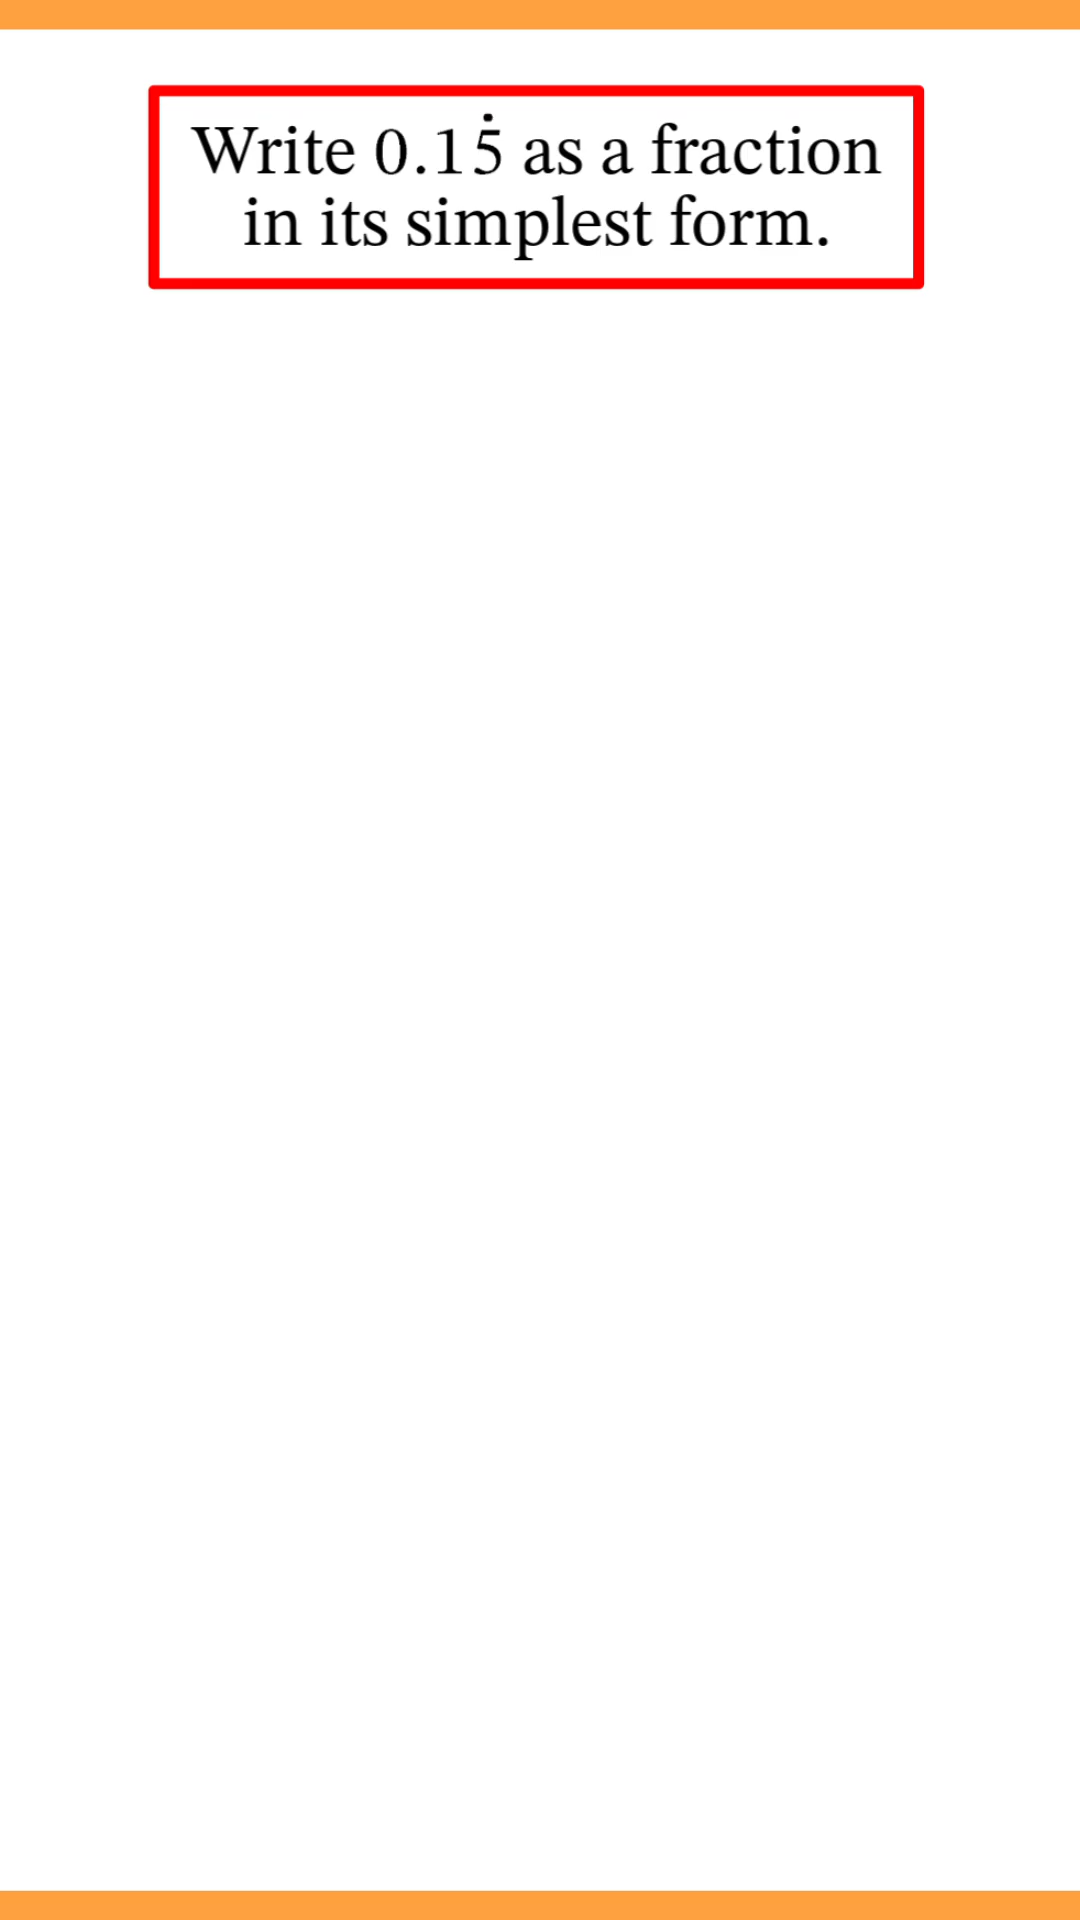 Write 0.15̇ as a fraction
in its simplest form.